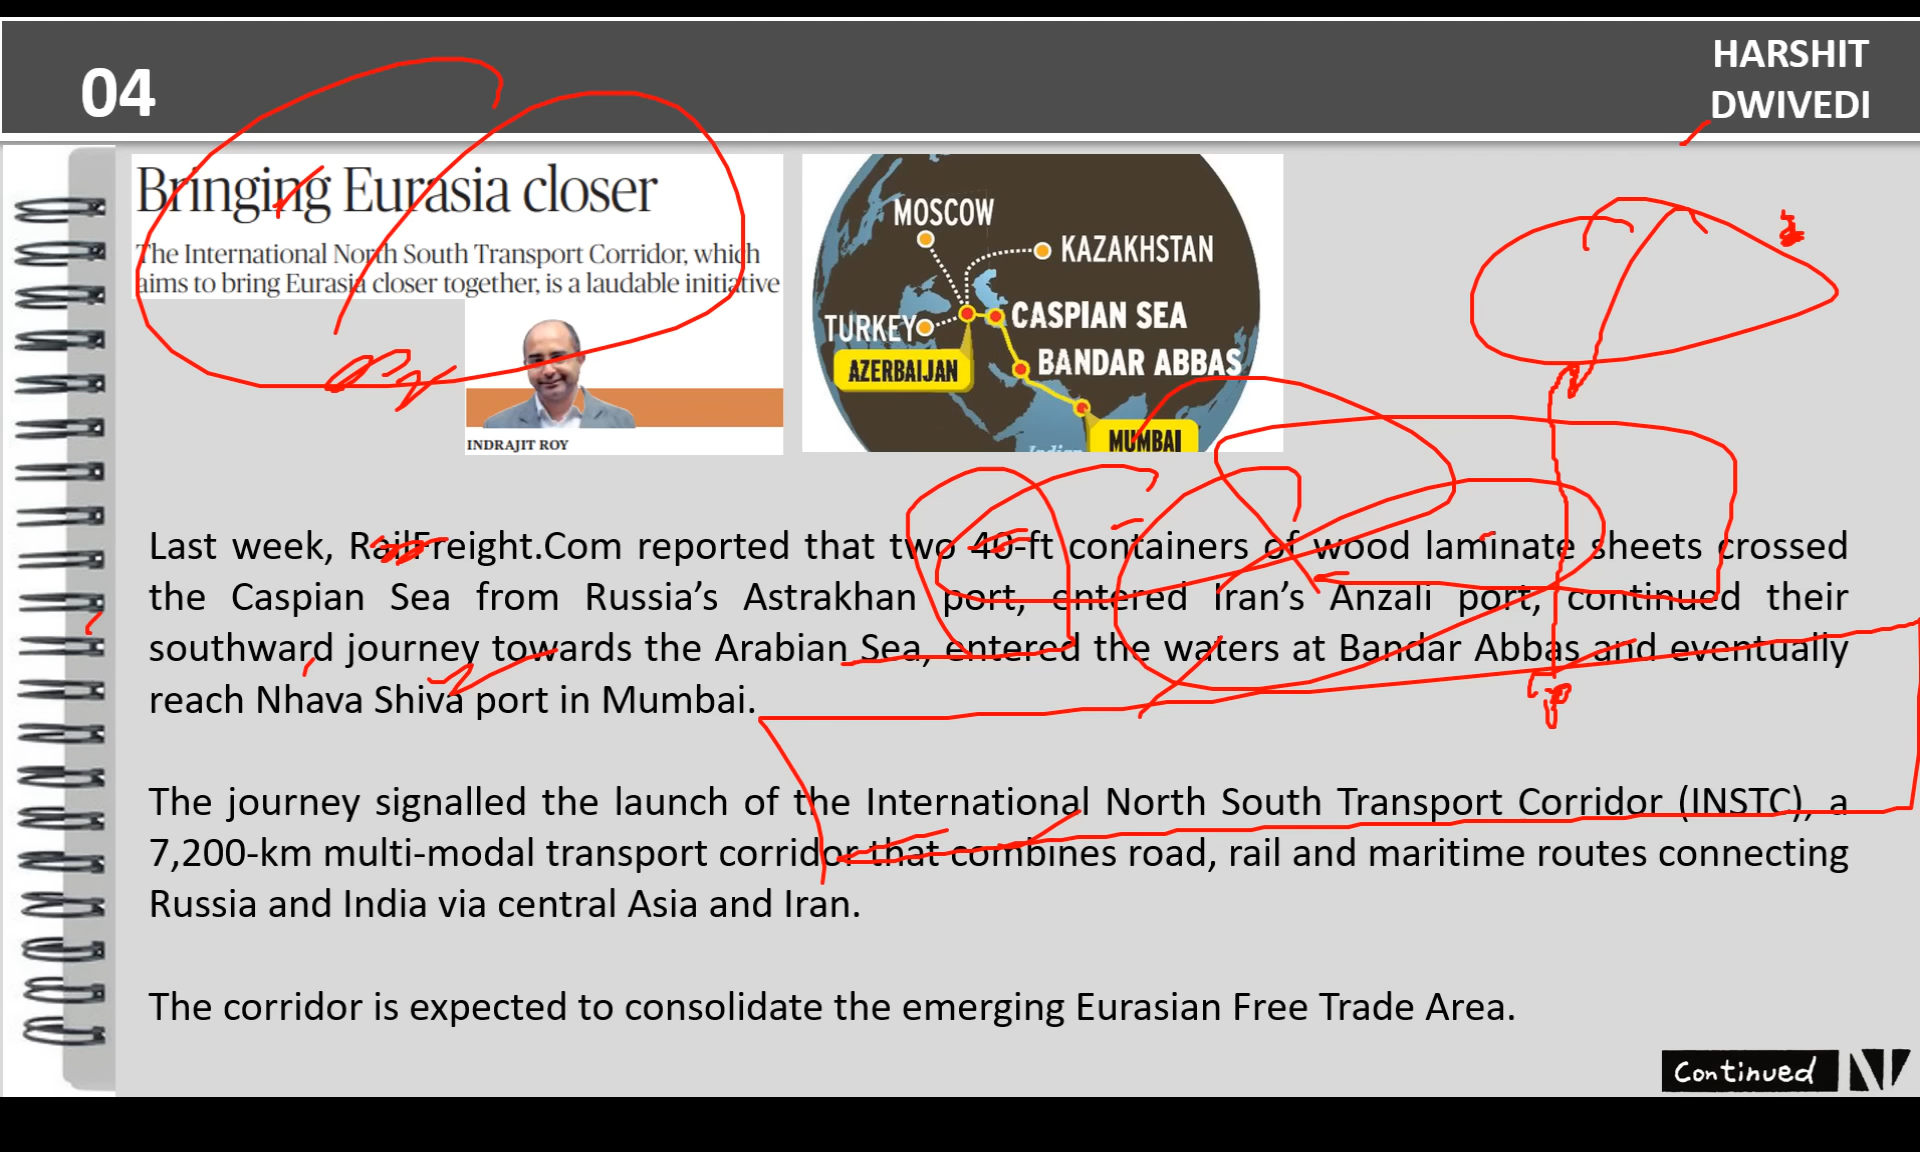 04
HARSHIT
DWIVEDI
Bringing Eurasia closer
The International North South Transport Corridor, which
aims to bring Eurasia closer together, is a laudable initiative
INDRAJIT ROY
MOSCOW
KAZAKHSTAN
CASPIAN SEA
TURKEY
AZERBAIJAN
BANDAR ABBAS
MUMBAI
Last week, RailFreight.Com reported that two 40-ft containers of wood laminate sheets crossed
the Caspian Sea from Russia's Astrakhan port, entered Iran's Anzali port, continued their
southward journey towards the Arabian Sea, entered the waters at Bandar Abbas and eventually
reach Nhava Shiva port in Mumbai.
The journey signalled the launch of the International North South Transport Corridor (INSTC), a
7,200-km multi-modal transport corridor that combines road, rail and maritime routes connecting
Russia and India via central Asia and Iran.
The corridor is expected to consolidate the emerging Eurasian Free Trade Area.
Continued